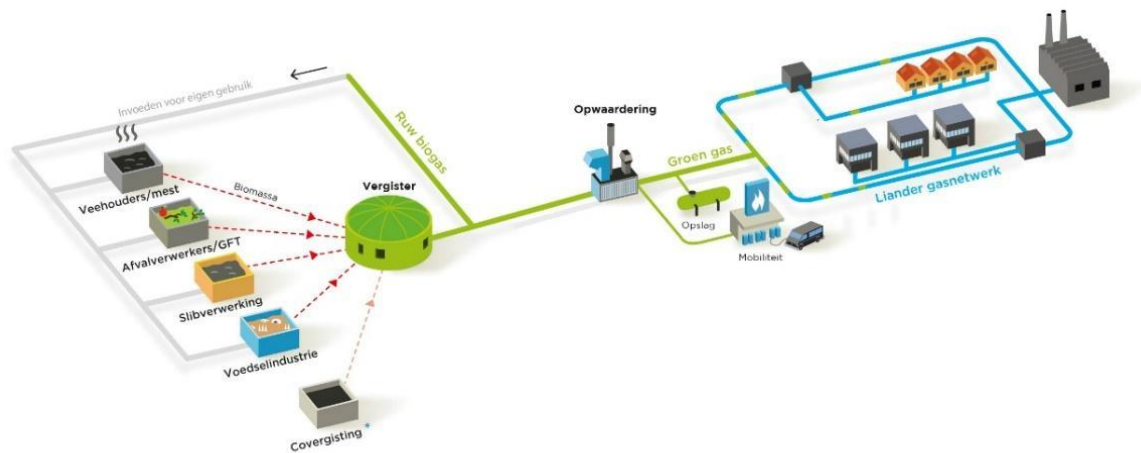 Invoeden voor eigen gebruik
Veehouders/mest
Biomassa
Afvalverwerkers/GFT
Slibverwerking
Voedselindustrie
Covergisting *
Vergister
Ruw biogas
Opwaardering
Groen gas
Opslag
Mobiliteit
Liander gasnetwerk